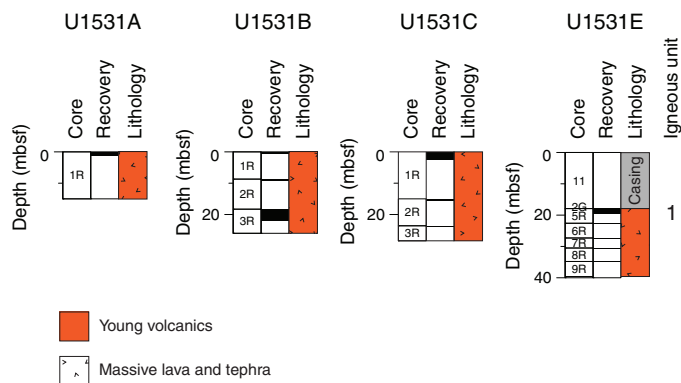 U1531A
U1531B
U1531C
U1531E
Core
Recovery
Lithology
Core
Recovery
Lithology
Core
Recovery
Lithology
Core
Recovery
Lithology
Igneous unit
Depth (mbsf)
0
1R
Depth (mbsf)
0
20
1R
2R
3R
Depth (mbsf)
0
20
1R
2R
3R
Depth (mbsf)
0
20
40
11
2G
5R
6R
7R
8R
9R
Casing
1
Young volcanics
Massive lava and tephra